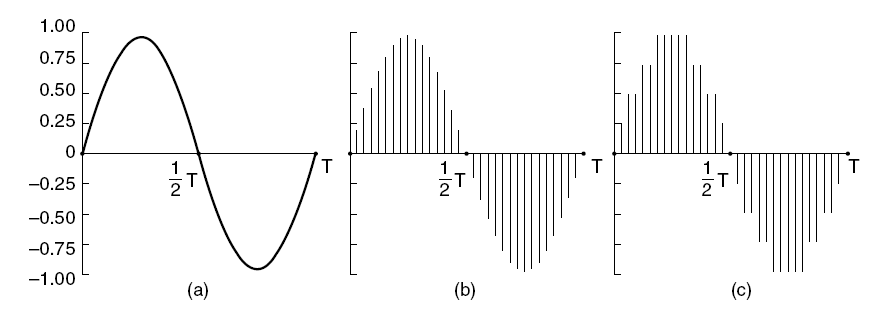 1.00
0.75
0.50
0.25
0
–0.25
–0.50
–0.75
–1.00
1/2 T
T
(a)
1/2 T
T
(b)
1/2 T
T
(c)